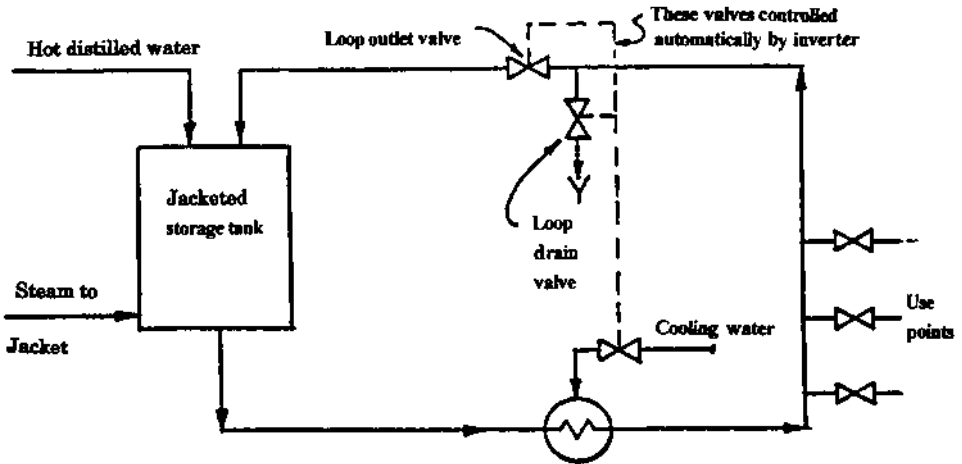 These valves controlled
automatically by inverter
Loop outlet valve
Hot distilled water
Jacketed
storage tank
Loop
drain
valve
Steam to
Jacket
Cooling water
Use
points